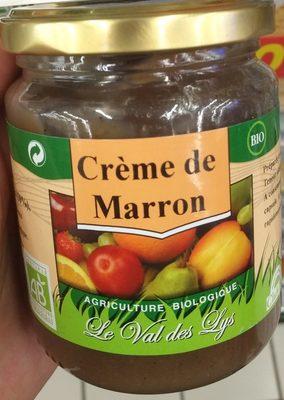 Crème de
Marron
BIO
AB
AGRICULTURE BIOLOGIQUE
Le Val des Lys